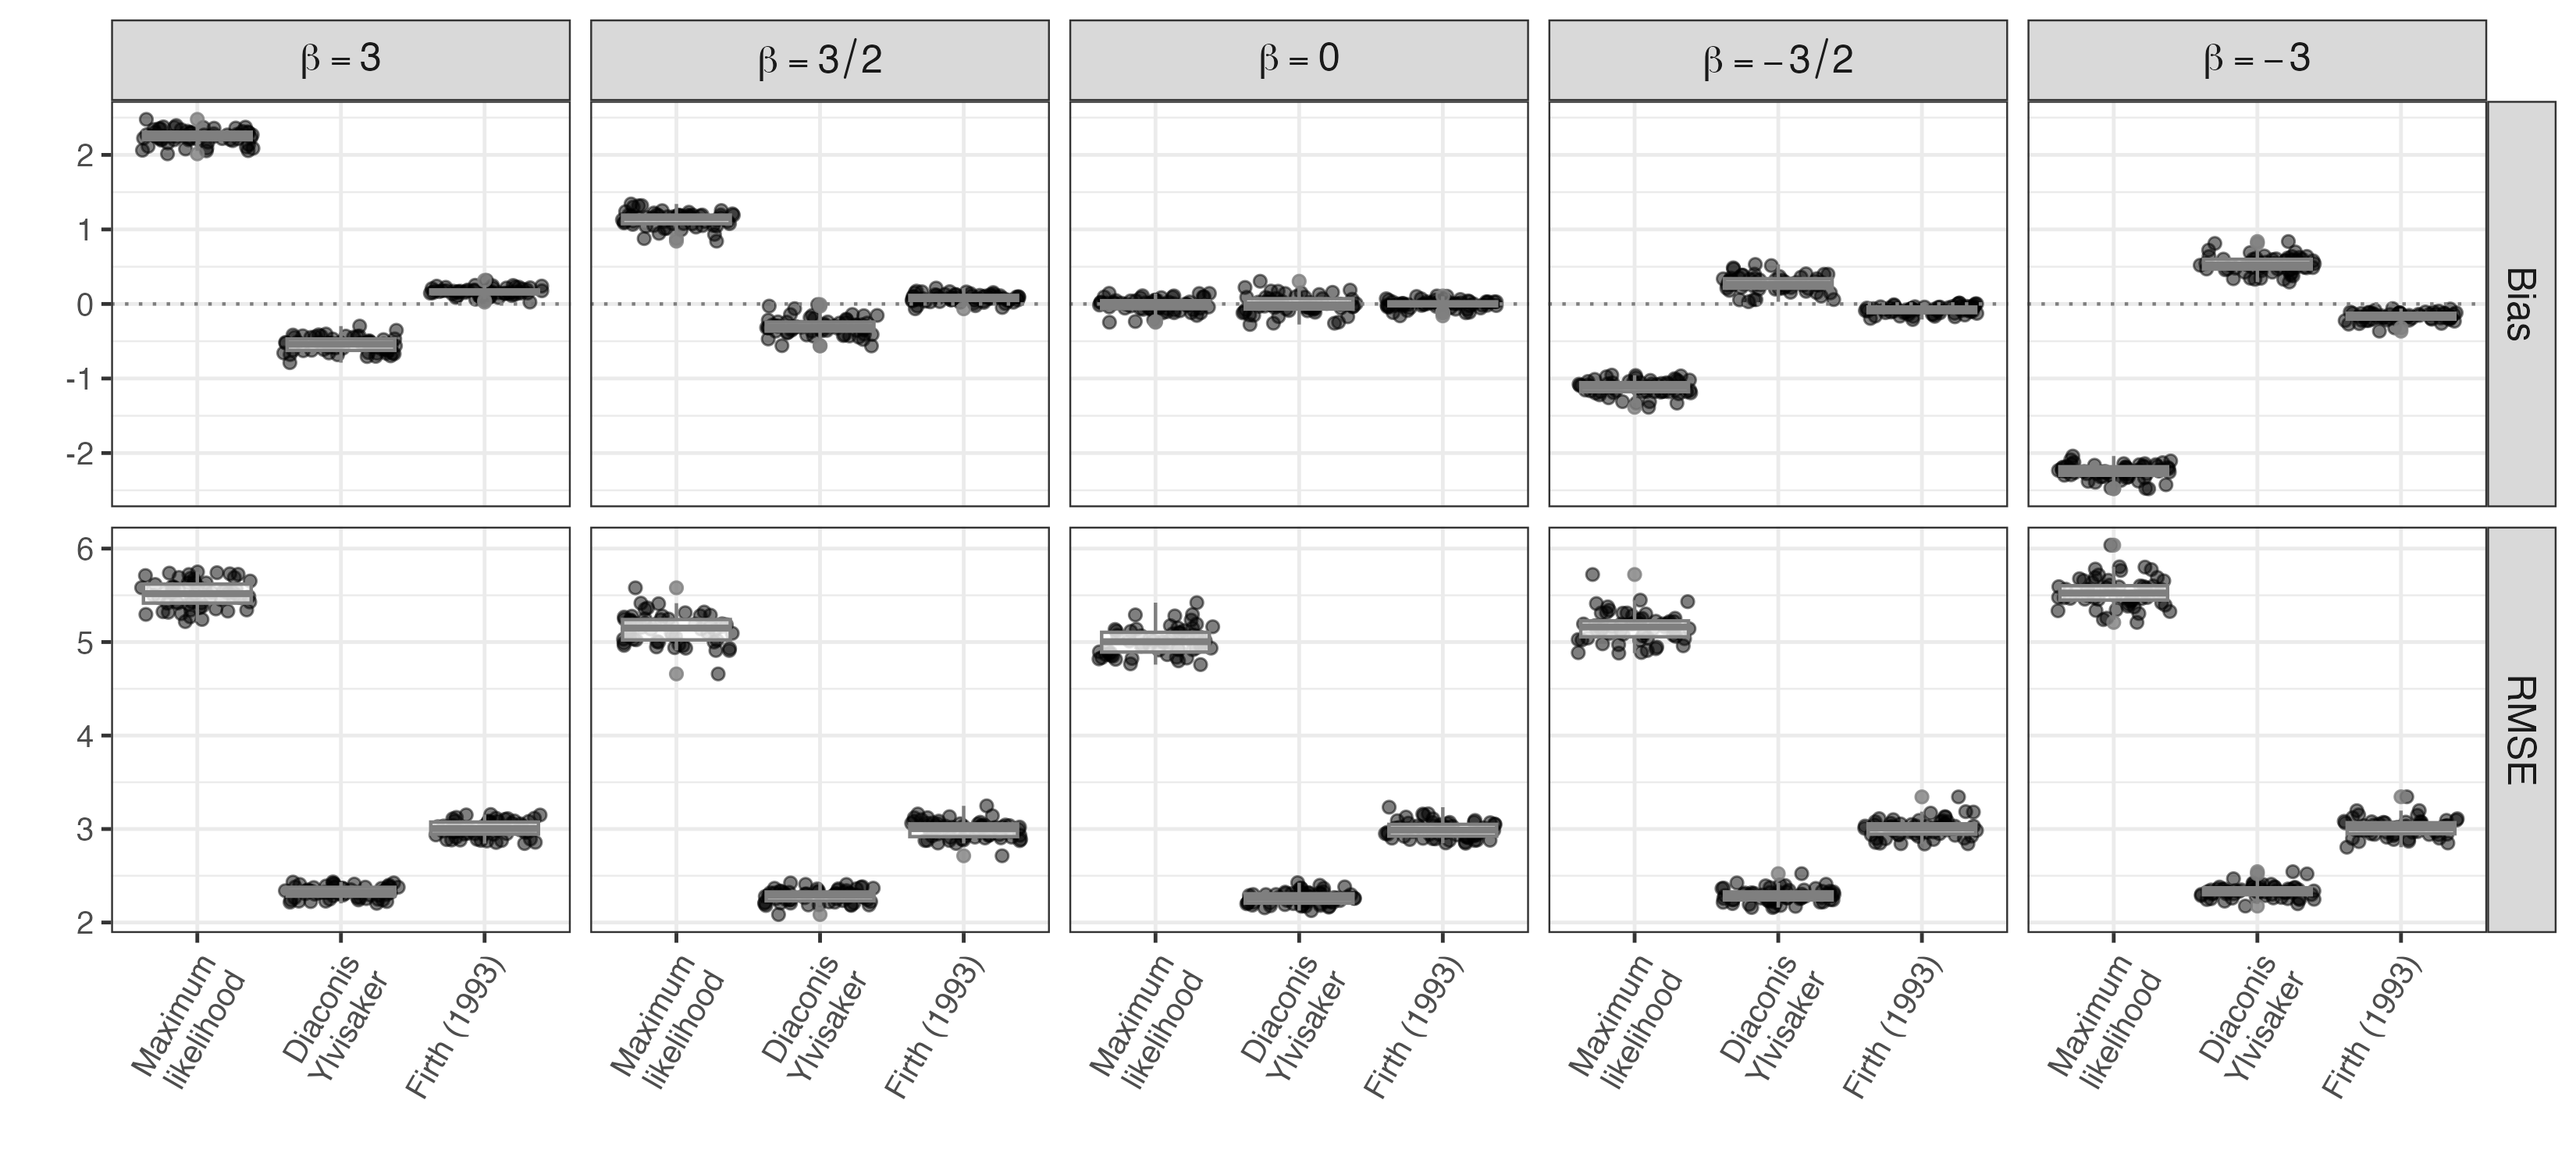 β = 3
β = 3/2
β = 0
β = −3/2
β = −3
2
1
0
-1
-2
Bias
6
5
4
3
2
RMSE
Maximum
likelihood
Diaconis
Ylvisaker
Firth (1993)
Maximum
likelihood
Diaconis
Ylvisaker
Firth (1993)
Maximum
likelihood
Diaconis
Ylvisaker
Firth (1993)
Maximum
likelihood
Diaconis
Ylvisaker
Firth (1993)
Maximum
likelihood
Diaconis
Ylvisaker
Firth (1993)